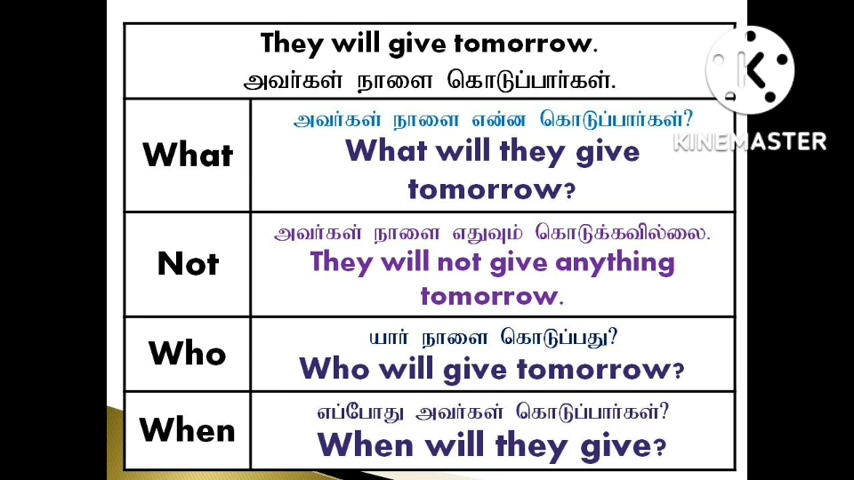 They will give tomorrow.
அவர்கள் நாளை கொடுப்பார்கள்.
KINEMASTER
What
அவர்கள் நாளை என்ன கொடுப்பார்கள்?
What will they give
tomorrow?
Not
அவர்கள் நாளை எதுவும் கொடுக்கவில்லை.
They will not give anything
tomorrow.
Who
யார் நாளை கொடுப்பது?
Who will give tomorrow?
When
எப்போது அவர்கள் கொடுப்பார்கள்?
When will they give?